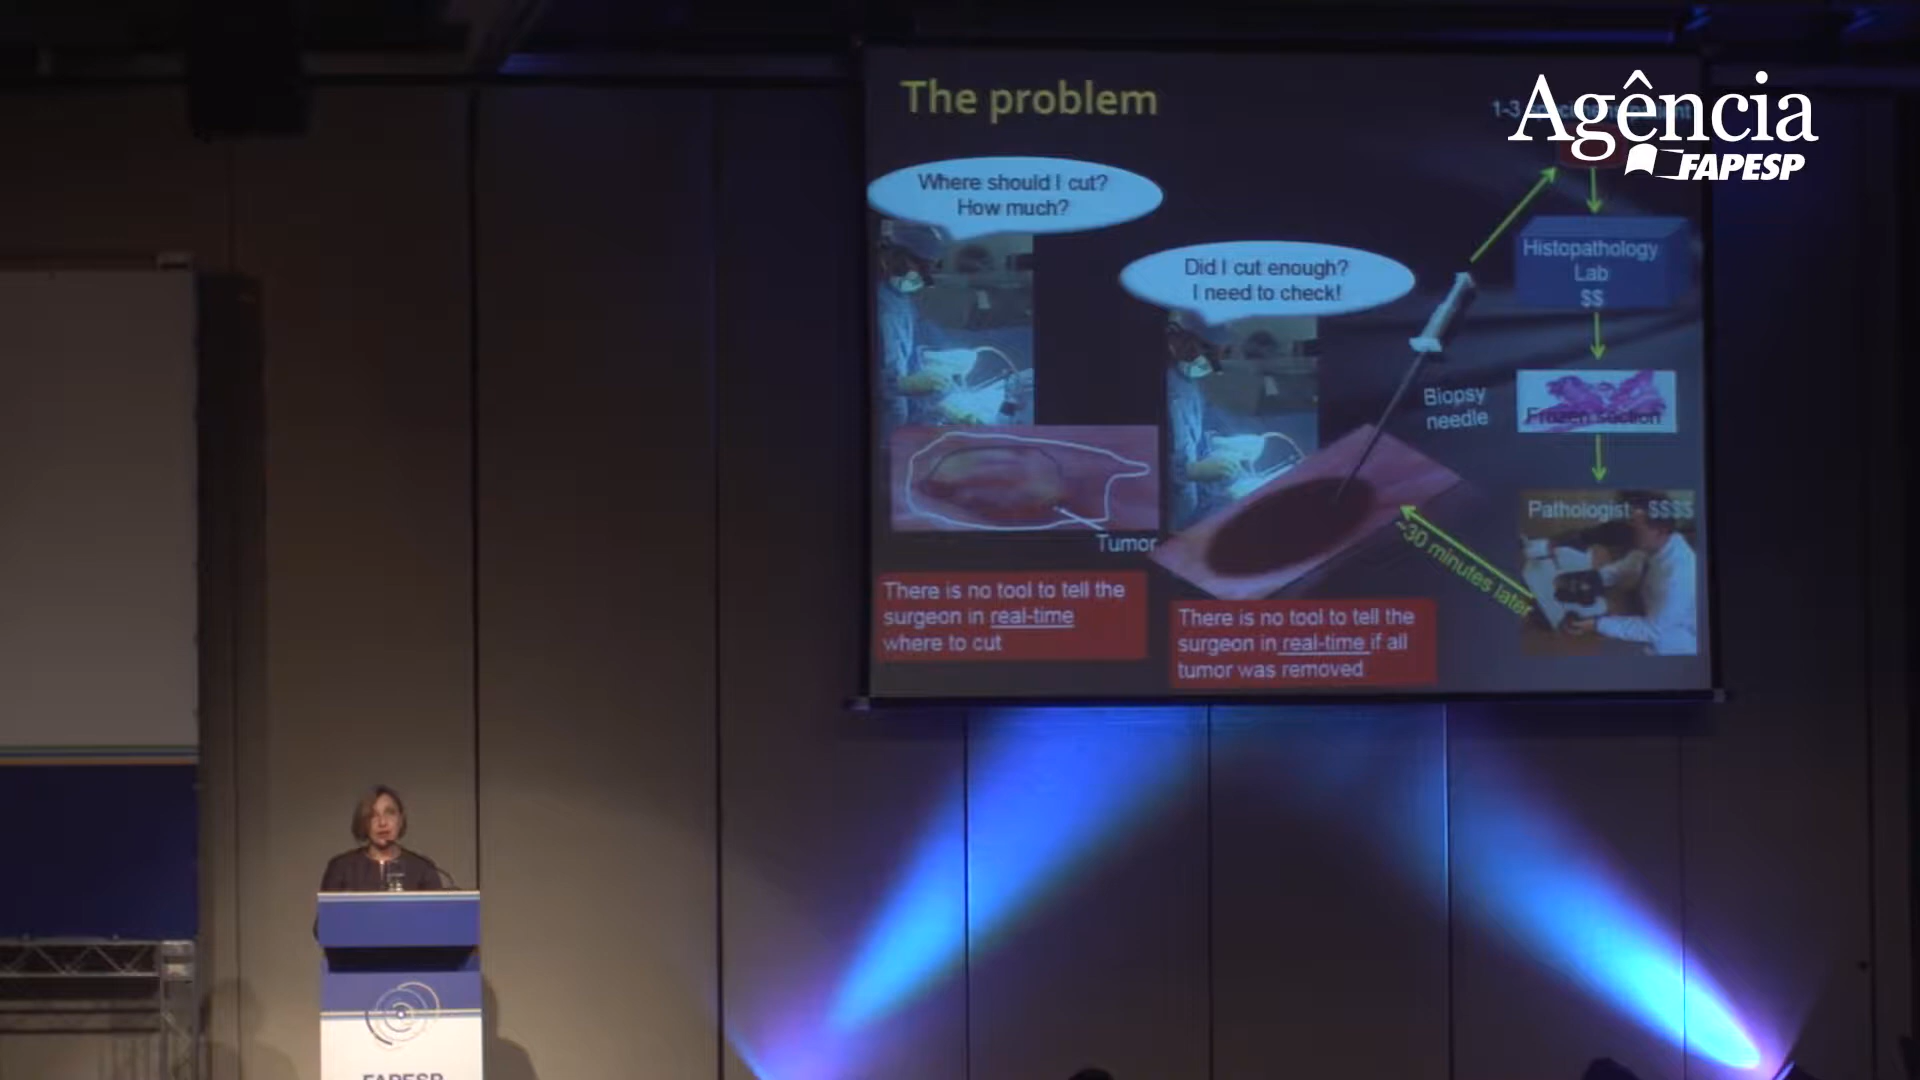 The problem
Agência
FAPESP
Where should I cut?
How much?
Did I cut enough?
I need to check!
Histopathology
Lab
$$
Biopsy
needle
Frozen section
Pathologist - $$$$
~30 minutes later
Tumor
There is no tool to tell the
surgeon in real-time
where to cut
There is no tool to tell the
surgeon in real-time if all
tumor was removed
FAPESP